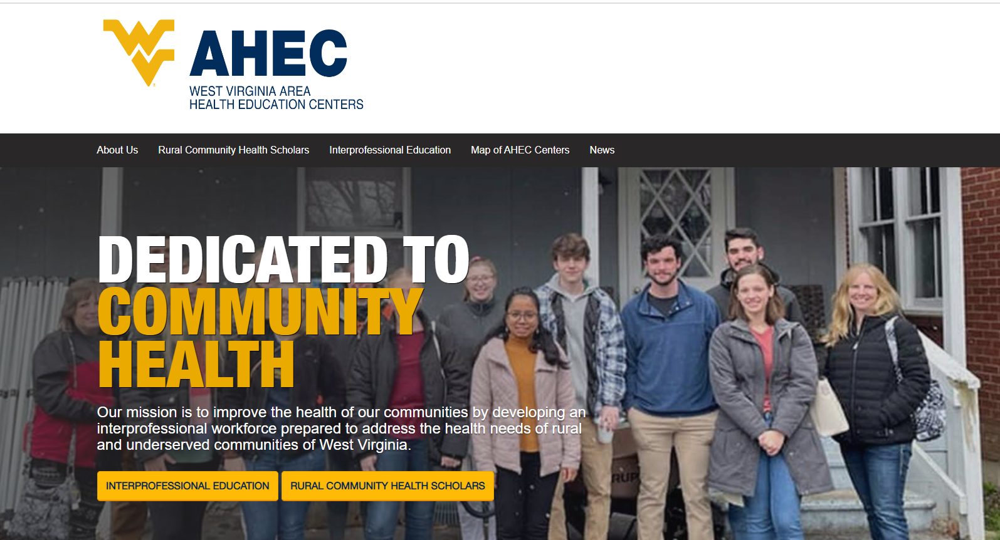 AHEC
WEST VIRGINIA AREA
HEALTH EDUCATION CENTERS
About Us Rural Community Health Scholars Interprofessional Education Map of AHEC Centers News
DEDICATED TO
COMMUNITY
HEALTH
Our mission is to improve the health of our communities by developing an
interprofessional workforce prepared to address the health needs of rural
and underserved communities of West Virginia.
INTERPROFESSIONAL EDUCATION RURAL COMMUNITY HEALTH SCHOLARS